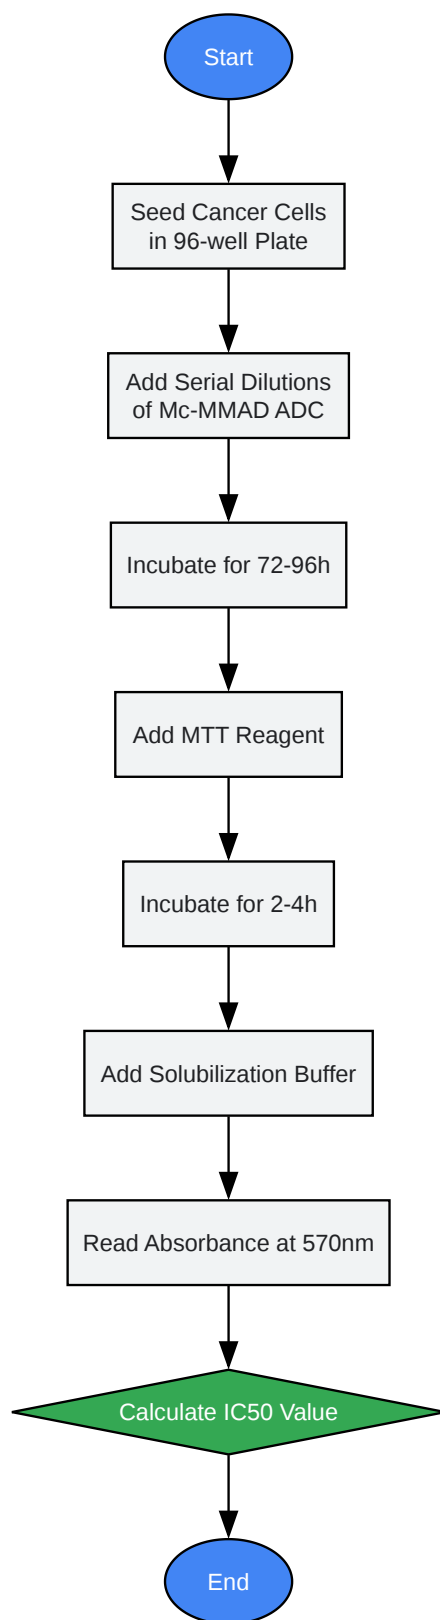 Start
Seed Cancer Cells
in 96-well Plate
Add Serial Dilutions
of Mc-MMAD ADC
Incubate for 72-96h
Add MTT Reagent
Incubate for 2-4h
Add Solubilization Buffer
Read Absorbance at 570nm
Calculate IC50 Value
End